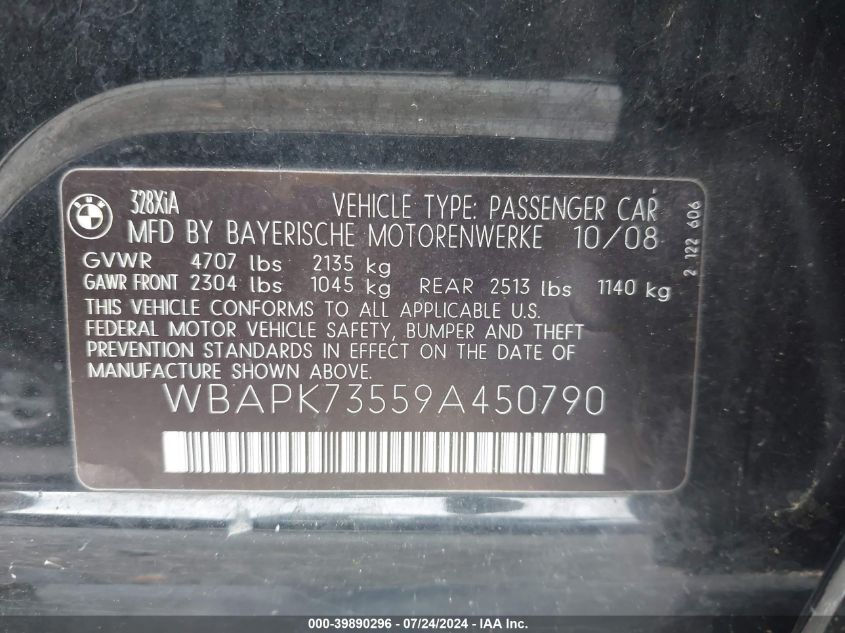 328XiA
VEHICLE TYPE: PASSENGER CAR
MFD BY BAYERISCHE MOTORENWERKE 10/08
GVWR 4707 lbs 2135 kg
GAWR FRONT 2304 lbs 1045 kg REAR 2513 lbs 1140 kg
THIS VEHICLE CONFORMS TO ALL APPLICABLE U.S.
FEDERAL MOTOR VEHICLE SAFETY, BUMPER AND THEFT
PREVENTION STANDARDS IN EFFECT ON THE DATE OF
MANUFACTURE SHOWN ABOVE.
WBAPK73559A450790
2 122 606
000-39890296 - 07/24/2024 - IAA Inc.